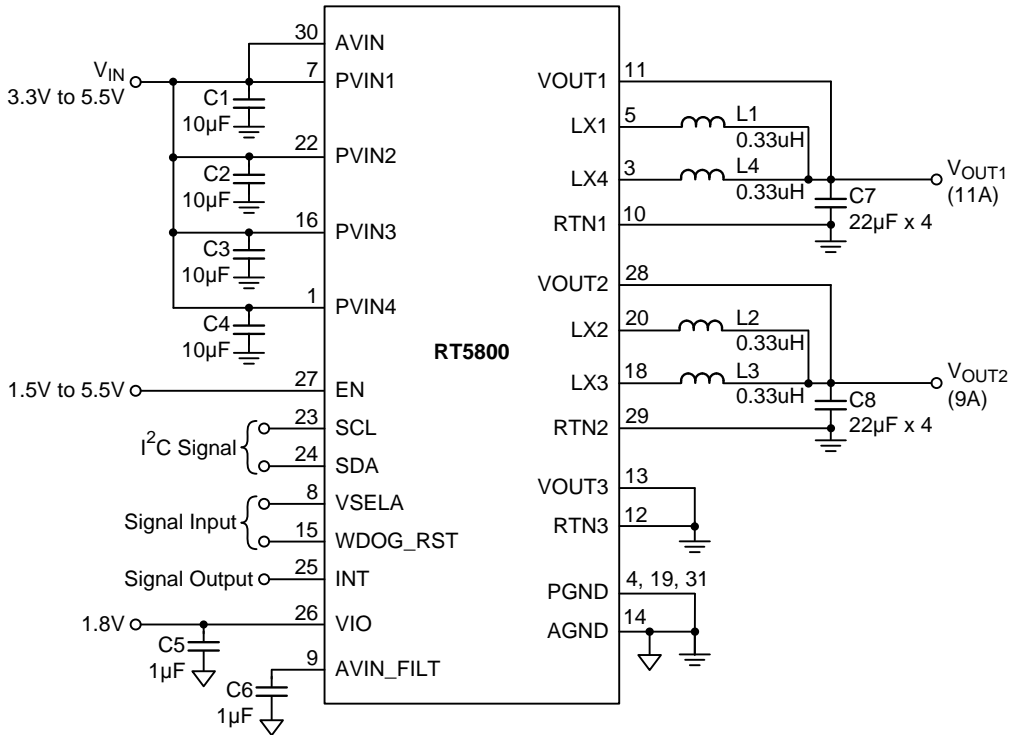 30
AVIN
V_IN
3.3V to 5.5V
7
PVIN1
C1
10µF
22
PVIN2
C2
10µF
16
PVIN3
C3
10µF
1
PVIN4
C4
10µF
1.5V to 5.5V
27
EN
I²C Signal
23
SCL
24
SDA
Signal Input
8
VSELA
15
WDOG_RST
Signal Output
25
INT
1.8V
26
VIO
C5
1µF
9
AVIN_FILT
C6
1µF
RT5800
VOUT1
11
LX1
5
L1
0.33uH
LX4
3
L4
0.33uH
V_OUT1
(11A)
C7
22µF x 4
RTN1
10
VOUT2
28
LX2
20
L2
0.33uH
LX3
18
L3
0.33uH
V_OUT2
(9A)
C8
22µF x 4
RTN2
29
VOUT3
13
RTN3
12
PGND
4, 19, 31
AGND
14